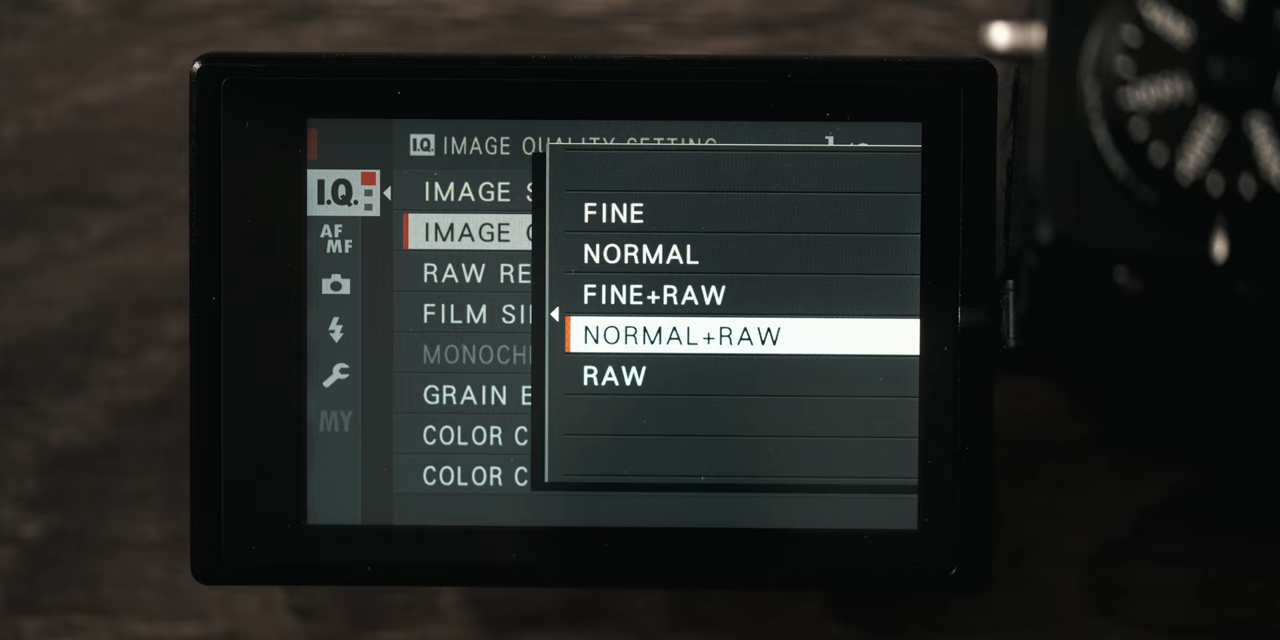 I.Q. IMAGE QUALITY SETTING
I.Q.
IMAGE
IMAGE
RAW RE
FILM SI
MONOCH
GRAIN E
COLOR C
COLOR C
AF
MF
MY
FINE
NORMAL
FINE+RAW
NORMAL+RAW
RAW